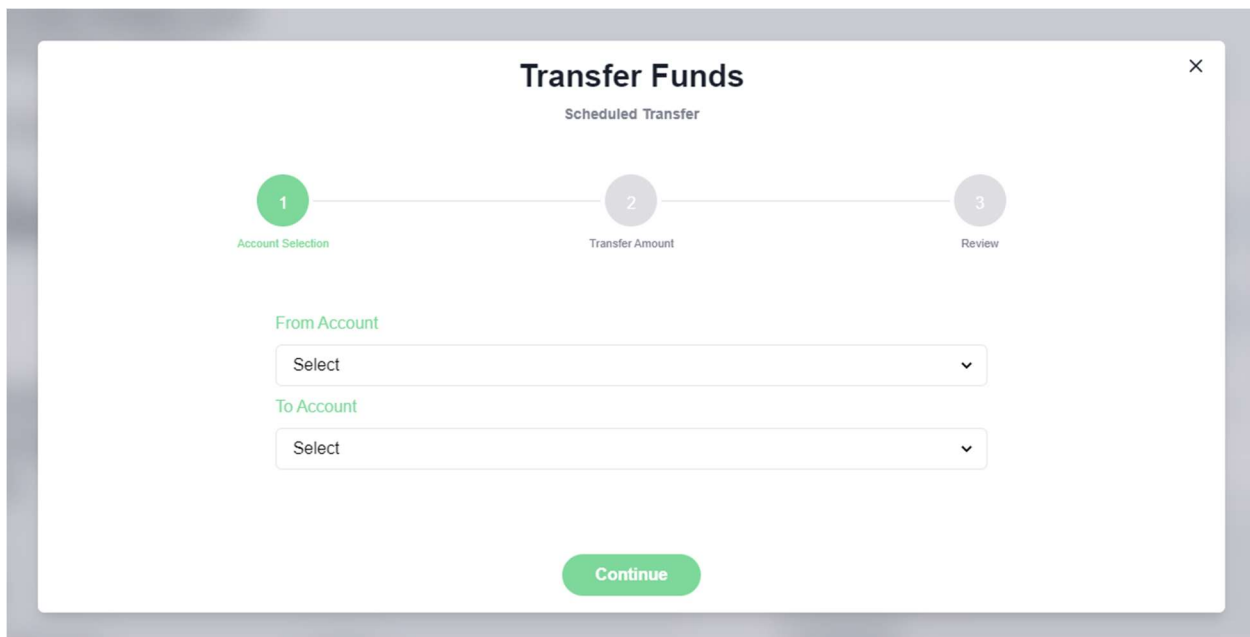 Transfer Funds
Scheduled Transfer
1
2
3
Account Selection
Transfer Amount
Review
From Account
Select
To Account
Select
Continue